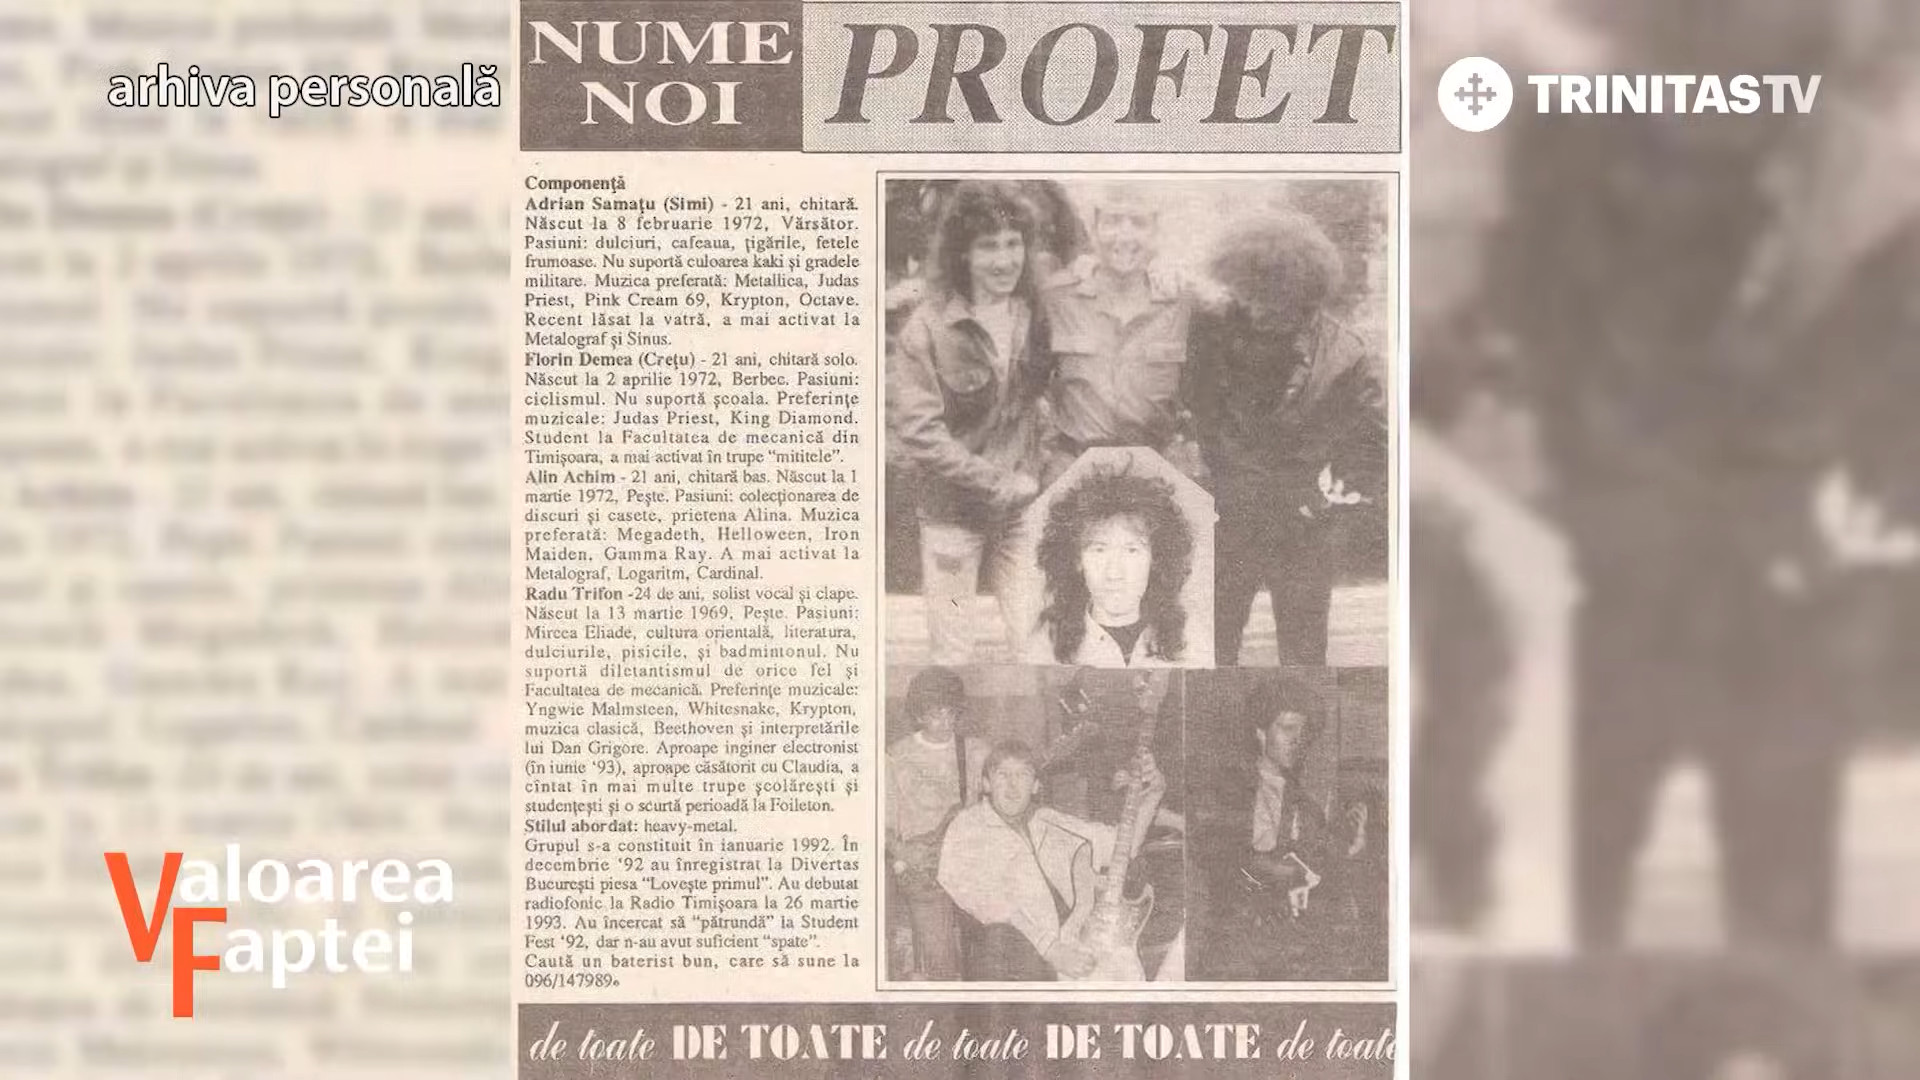 arhiva personală
NUME
NOI
PROFET
TRINITAS TV
Componenţă
Adrian Samaţu (Simi) - 21 ani, chitară.
Născut la 8 februarie 1972, Vărsător.
Pasiuni: dulciuri, cafeaua, ţigările, fetele
frumoase. Nu suportă culoarea kaki şi gradele
militare. Muzica preferată: Metallica, Judas
Priest, Pink Cream 69, Krypton, Octave.
Recent lăsat la vatră, a mai activat la
Metalograf şi Sinus.
Florin Demea (Creţu) - 21 ani, chitară solo.
Născut la 2 aprilie 1972, Berbec. Pasiuni:
ciclismul. Nu suportă şcoala. Preferinţe
muzicale: Judas Priest, King Diamond.
Student la Facultatea de mecanică din
Timişoara, a mai activat în trupe “mititele”.
Alin Achim - 21 ani, chitară bas. Născut la 1
martie 1972, Peşte. Pasiuni: colecţionarea de
discuri şi casete, prietena Alina. Muzica
preferată: Megadeth, Helloween, Iron
Maiden, Gamma Ray. A mai activat la
Metalograf, Logaritm, Cardinal.
Radu Trifon -24 de ani, solist vocal şi clape.
Născut la 13 martie 1969, Peşte. Pasiuni:
Mircea Eliade, cultura orientală, literatura,
dulciurile, pisicile, şi badmintonul. Nu
suportă diletantismul de orice fel şi
Facultatea de mecanică. Preferinţe muzicale:
Yngwie Malmsteen, Whitesnake, Krypton,
muzica clasică, Beethoven şi interpretările
lui Dan Grigore. Aproape inginer electronist
(în iunie ‘93), aproape căsătorit cu Claudia, a
cîntat în mai multe trupe şcolăreşti şi
studenţeşti şi o scurtă perioadă la Foileton.
Stilul abordat: heavy-metal.
Grupul s-a constituit în ianuarie 1992. În
decembrie ‘92 au înregistrat la Divertas
Bucureşti piesa “Loveşte primul”. Au debutat
radiofonic la Radio Timişoara la 26 martie
1993. Au încercat să “pătrundă” la Student
Fest ‘92, dar n-au avut suficient “spate”.
Caută un baterist bun, care să sune la
096/147989.
Valoarea
Faptei
de toate DE TOATE de toate DE TOATE de toate